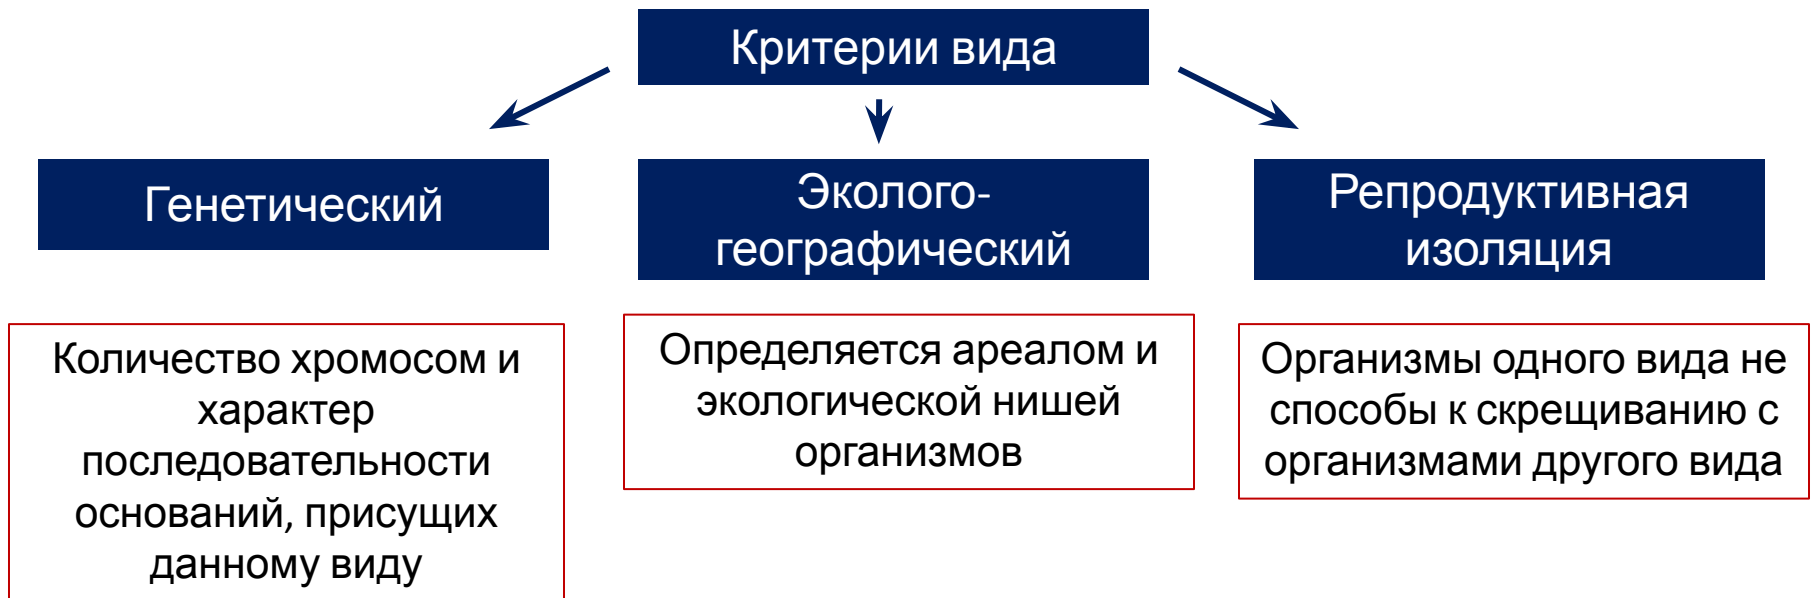 Критерии вида
Генетический
Эколого-
географический
Репродуктивная
изоляция
Количество хромосом и
характер
последовательности
оснований, присущих
данному виду
Определяется ареалом и
экологической нишей
организмов
Организмы одного вида не
способы к скрещиванию с
организмами другого вида